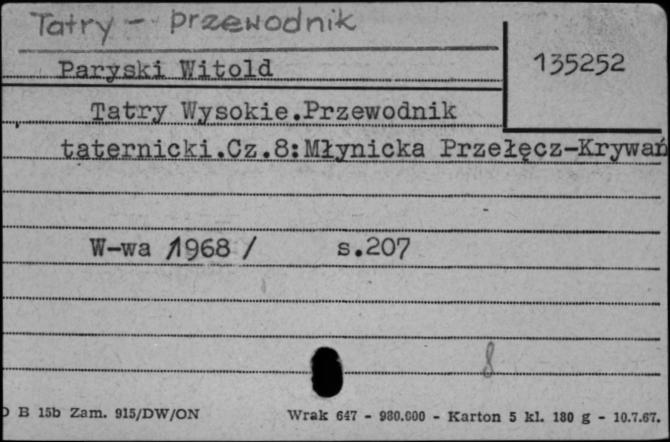 Tatry - przewodnik
135252
Paryski Witold
Tatry Wysokie.Przewodnik
taternicki.Cz.8:Młynicka Przełęcz-Krywań
W-wa /1968/ s.207
8
D B 15b Zam. 915/DW/ON Wrak 647 - 980.000 - Karton 5 kl. 180 g - 10.7.67.